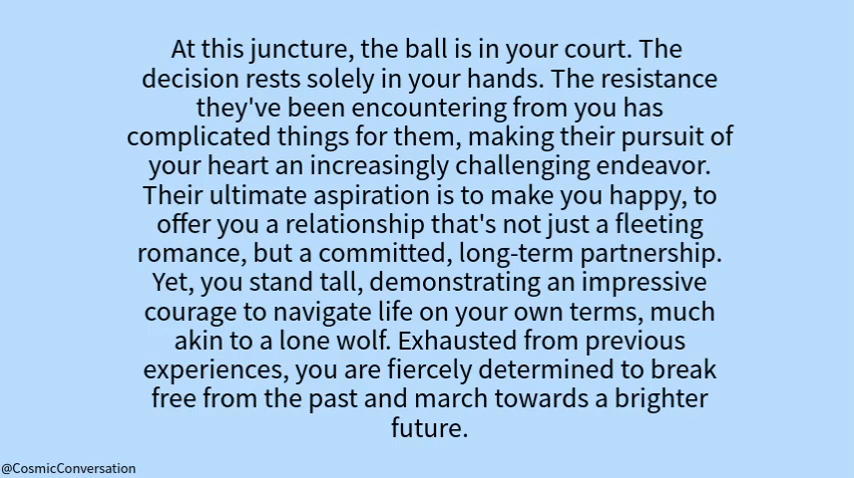 At this juncture, the ball is in your court. The
decision rests solely in your hands. The resistance
they've been encountering from you has
complicated things for them, making their pursuit of
your heart an increasingly challenging endeavor.
Their ultimate aspiration is to make you happy, to
offer you a relationship that's not just a fleeting
romance, but a committed, long-term partnership.
Yet, you stand tall, demonstrating an impressive
courage to navigate life on your own terms, much
akin to a lone wolf. Exhausted from previous
experiences, you are fiercely determined to break
free from the past and march towards a brighter
future.
@CosmicConversation